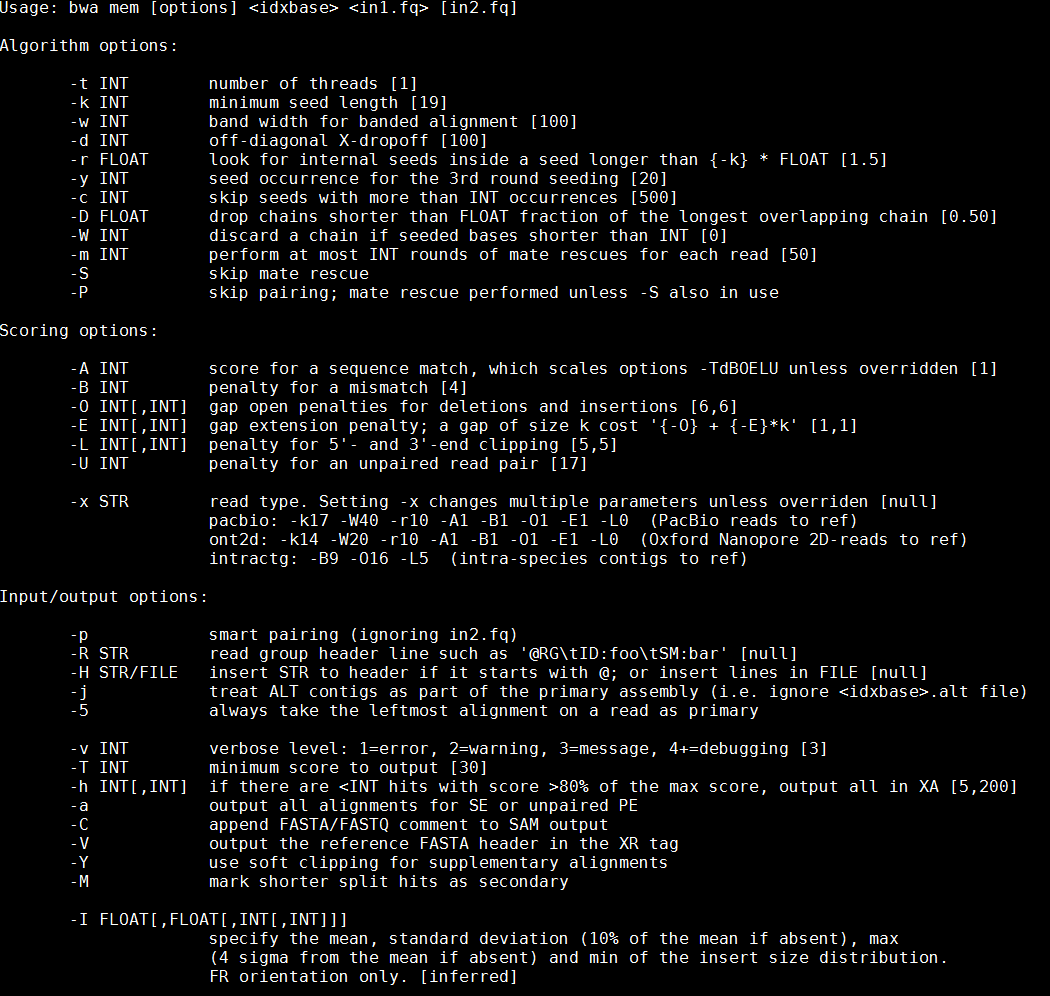 Usage: bwa mem [options] <idxbase> <in1.fq> [in2.fq]

Algorithm options:

       -t INT        number of threads [1]
       -k INT        minimum seed length [19]
       -w INT        band width for banded alignment [100]
       -d INT        off-diagonal X-dropoff [100]
       -r FLOAT      look for internal seeds inside a seed longer than {-k} * FLOAT [1.5]
       -y INT        seed occurrence for the 3rd round seeding [20]
       -c INT        skip seeds with more than INT occurrences [500]
       -D FLOAT      drop chains shorter than FLOAT fraction of the longest overlapping chain [0.50]
       -W INT        discard a chain if seeded bases shorter than INT [0]
       -m INT        perform at most INT rounds of mate rescues for each read [50]
       -S            skip mate rescue
       -P            skip pairing; mate rescue performed unless -S also in use

Scoring options:

       -A INT        score for a sequence match, which scales options -TdBOELU unless overridden [1]
       -B INT        penalty for a mismatch [4]
       -O INT[,INT]  gap open penalties for deletions and insertions [6,6]
       -E INT[,INT]  gap extension penalty; a gap of size k cost '{-O} + {-E}*k' [1,1]
       -L INT[,INT]  penalty for 5'- and 3'-end clipping [5,5]
       -U INT        penalty for an unpaired read pair [17]

       -x STR        read type. Setting -x changes multiple parameters unless overriden [null]
                     pacbio: -k17 -W40 -r10 -A1 -B1 -O1 -E1 -L0  (PacBio reads to ref)
                     ont2d: -k14 -W20 -r10 -A1 -B1 -O1 -E1 -L0  (Oxford Nanopore 2D-reads to ref)
                     intractg: -B9 -O16 -L5  (intra-species contigs to ref)

Input/output options:

       -p            smart pairing (ignoring in2.fq)
       -R STR        read group header line such as '@RG\tID:foo\tSM:bar' [null]
       -H STR/FILE   insert STR to header if it starts with @; or insert lines in FILE [null]
       -j            treat ALT contigs as part of the primary assembly (i.e. ignore <idxbase>.alt file)
       -5            always take the leftmost alignment on a read as primary

       -v INT        verbose level: 1=error, 2=warning, 3=message, 4+=debugging [3]
       -T INT        minimum score to output [30]
       -h INT[,INT]  if there are <INT hits with score >80% of the max score, output all in XA [5,200]
       -a            output all alignments for SE or unpaired PE
       -C            append FASTA/FASTQ comment to SAM output
       -V            output the reference FASTA header in the XR tag
       -Y            use soft clipping for supplementary alignments
       -M            mark shorter split hits as secondary

       -I FLOAT[,FLOAT[,INT[,INT]]]
                     specify the mean, standard deviation (10% of the mean if absent), max
                     (4 sigma from the mean if absent) and min of the insert size distribution.
                     FR orientation only. [inferred]